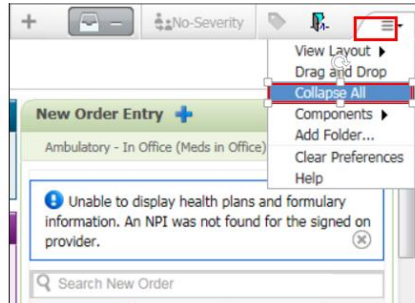 No-Severity
View Layout
Drag and Drop
Collapse All
Components
Add Folder...
Clear Preferences
Help
New Order Entry
Ambulatory - In Office (Meds in Office)
Unable to display health plans and formulary
information. An NPI was not found for the signed on
provider.
Search New Order